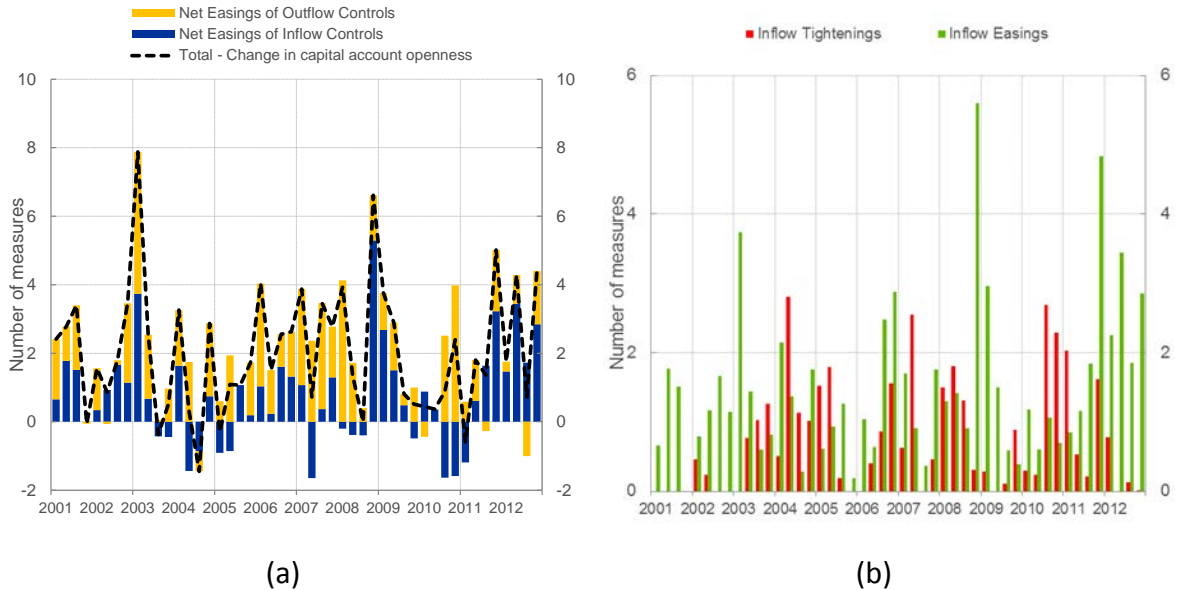 Net Easings of Outflow Controls
Net Easings of Inflow Controls
Total - Change in capital account openness
Number of measures
10
8
6
4
2
0
-2
10
8
6
4
2
0
-2
2001 2002 2003 2004 2005 2006 2007 2008 2009 2010 2011 2012
(a)
Inflow Tightenings
Inflow Easings
Number of measures
6
4
2
0
6
4
2
0
2001 2002 2003 2004 2005 2006 2007 2008 2009 2010 2011 2012
(b)